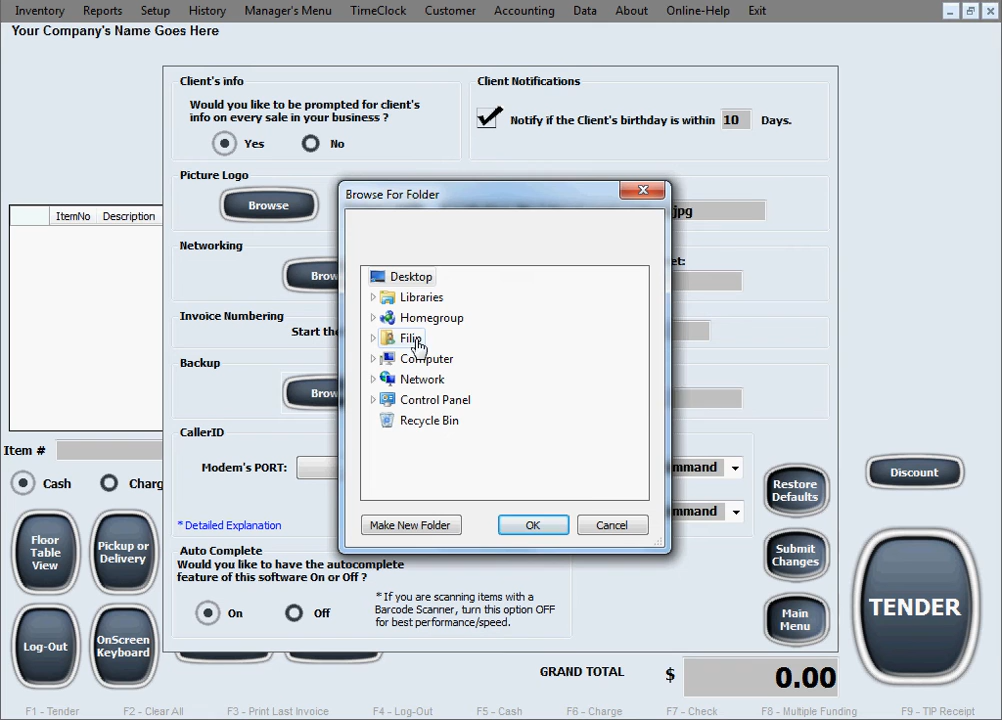 Inventory Reports Setup History Manager's Menu TimeClock Customer Accounting Data About Online-Help Exit
Your Company's Name Goes Here
Client's info
Would you like to be prompted for client's
info on every sale in your business ?
Yes No
Client Notifications
Notify if the Client's birthday is within 10 Days.
Picture Logo
Browse
jpg
Browse For Folder
Desktop
Libraries
Homegroup
Filip
Computer
Network
Control Panel
Recycle Bin
Make New Folder OK Cancel
ItemNo Description
Networking
Invoice Numbering
Backup
CallerID
Modem's PORT:
* Detailed Explanation
Auto Complete
Would you like to have the autocomplete
feature of this software On or Off ?
On Off
* If you are scanning items with a
Barcode Scanner, turn this option OFF
for best performance/speed.
Restore
Defaults
Submit
Changes
Main
Menu
Discount
TENDER
Item #
Cash
Floor
Table
View
Pickup or
Delivery
Log-Out
OnScreen
Keyboard
GRAND TOTAL $ 0.00
F1 - Tender F2 - Clear All F3 - Print Last Invoice F4 - Log-Out F5 - Cash F6 - Charge F7 - Check F8 - Multiple Funding F9 - TIP Receipt